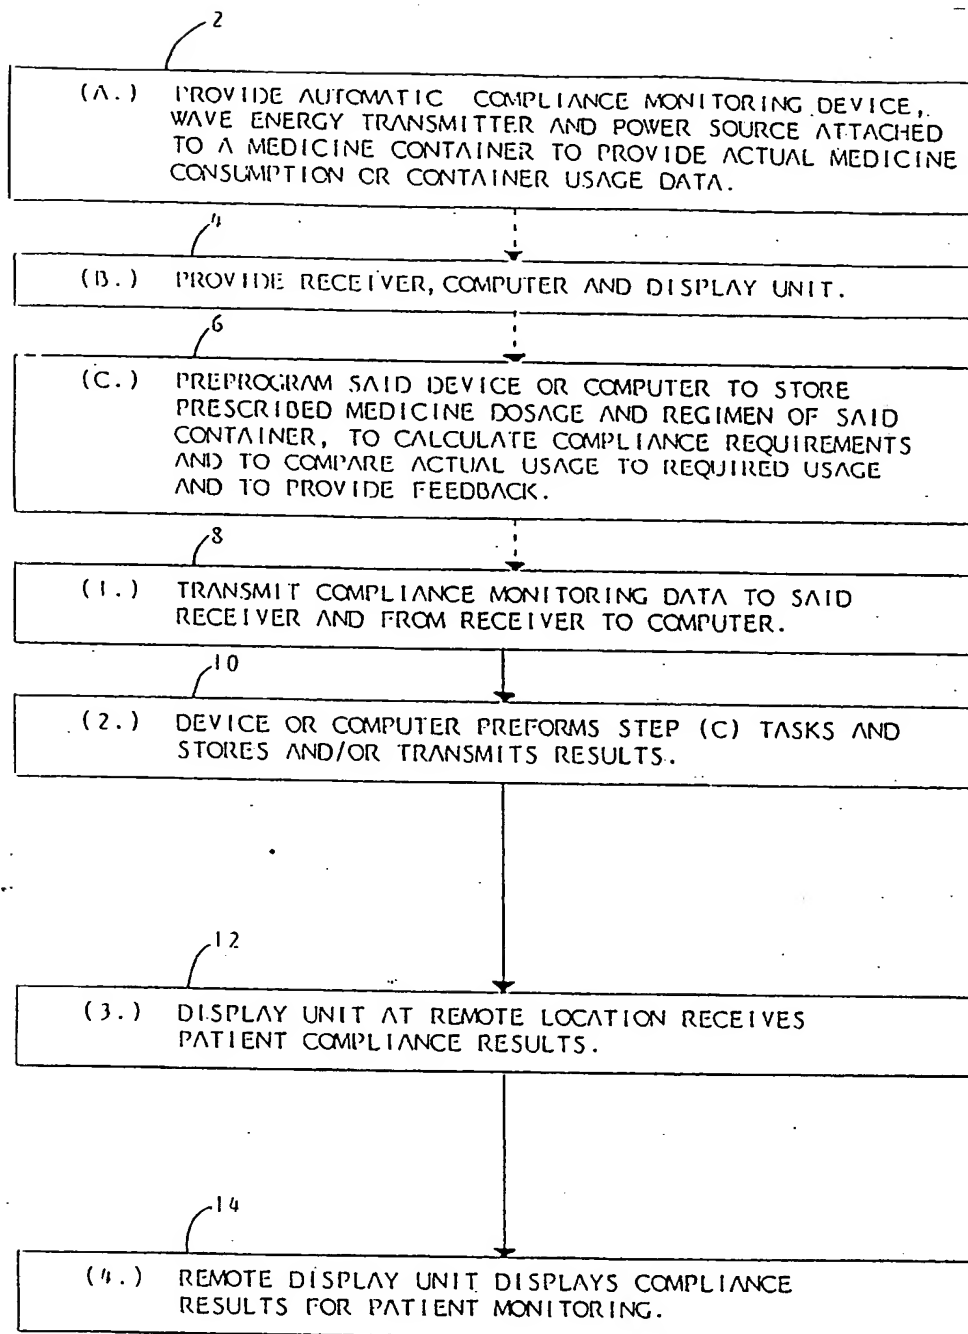 2
(A.) PROVIDE AUTOMATIC COMPLIANCE MONITORING DEVICE,
WAVE ENERGY TRANSMITTER AND POWER SOURCE ATTACHED
TO A MEDICINE CONTAINER TO PROVIDE ACTUAL MEDICINE
CONSUMPTION OR CONTAINER USAGE DATA.
4
(B.) PROVIDE RECEIVER, COMPUTER AND DISPLAY UNIT.
6
(C.) PREPROGRAM SAID DEVICE OR COMPUTER TO STORE
PRESCRIBED MEDICINE DOSAGE AND REGIMEN OF SAID
CONTAINER, TO CALCULATE COMPLIANCE REQUIREMENTS
AND TO COMPARE ACTUAL USAGE TO REQUIRED USAGE
AND TO PROVIDE FEEDBACK.
8
(1.) TRANSMIT COMPLIANCE MONITORING DATA TO SAID
RECEIVER AND FROM RECEIVER TO COMPUTER.
10
(2.) DEVICE OR COMPUTER PREFORMS STEP (C) TASKS AND
STORES AND/OR TRANSMITS RESULTS.
12
(3.) DISPLAY UNIT AT REMOTE LOCATION RECEIVES
PATIENT COMPLIANCE RESULTS.
14
(4.) REMOTE DISPLAY UNIT DISPLAYS COMPLIANCE
RESULTS FOR PATIENT MONITORING.